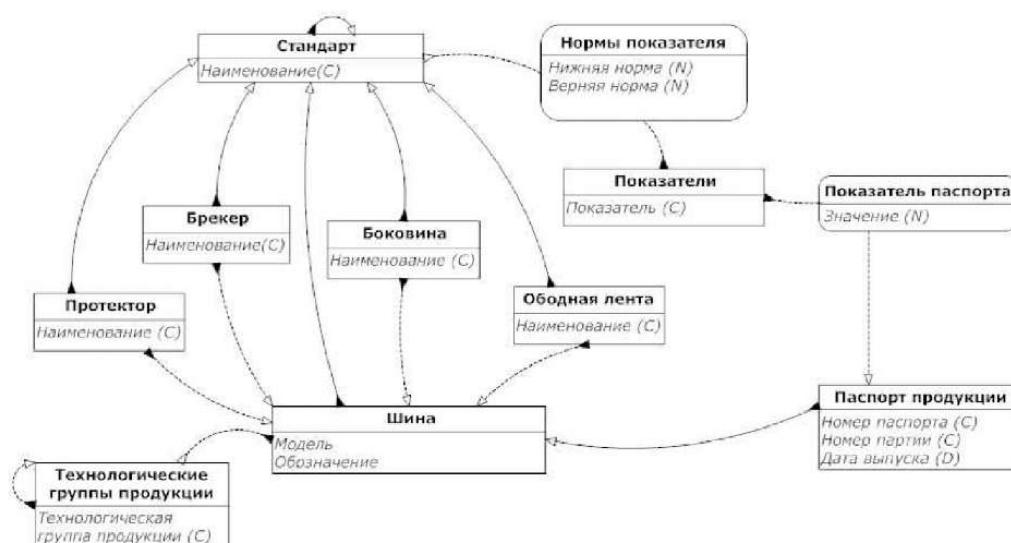 Стандарт
Наименование(С)
Нормы показателя
Нижняя норма (N)
Верняя норма (N)
Показатели
Показатель (С)
Показатель паспорта
Значение (N)
Брекер
Наименование(С)
Боковина
Наименование (С)
Протектор
Наименование (С)
Ободная лента
Наименование (С)
Шина
Модель
Обозначение
Паспорт продукции
Номер паспорта (С)
Номер партии (С)
Дата выпуска (D)
Технологические
группы продукции
Технологическая
группа продукции (С)